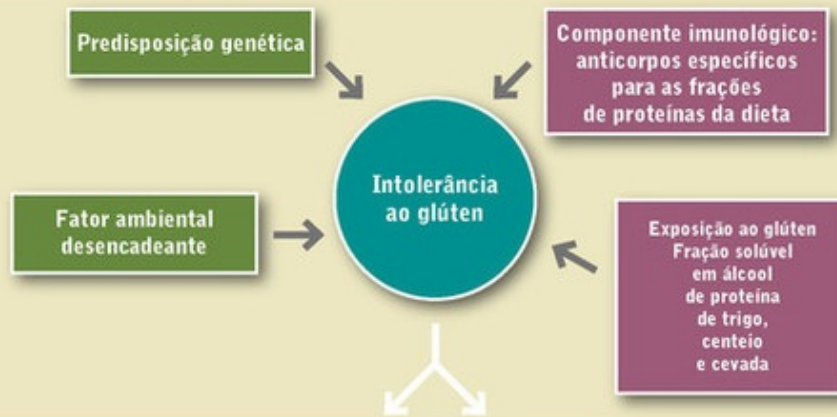 Predisposição genética
Componente imunológico:
anticorpos específicos
para as frações
de proteínas da dieta
Intolerância
ao glúten
Fator ambiental
desencadeante
Exposição ao glúten
Fração solúvel
em álcool
de proteína
de trigo,
centeio
e cevada